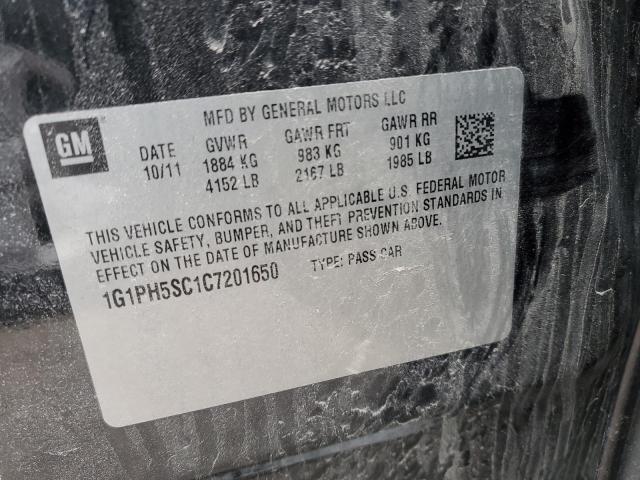 GM
MFD BY GENERAL MOTORS LLC
DATE GVWR GAWR FRT GAWR RR
10/11 1884 KG 983 KG 901 KG
4152 LB 2167 LB 1985 LB
THIS VEHICLE CONFORMS TO ALL APPLICABLE U.S. FEDERAL MOTOR
VEHICLE SAFETY, BUMPER, AND THEFT PREVENTION STANDARDS IN
EFFECT ON THE DATE OF MANUFACTURE SHOWN ABOVE.
1G1PH5SC1C7201650 TYPE: PASS CAR